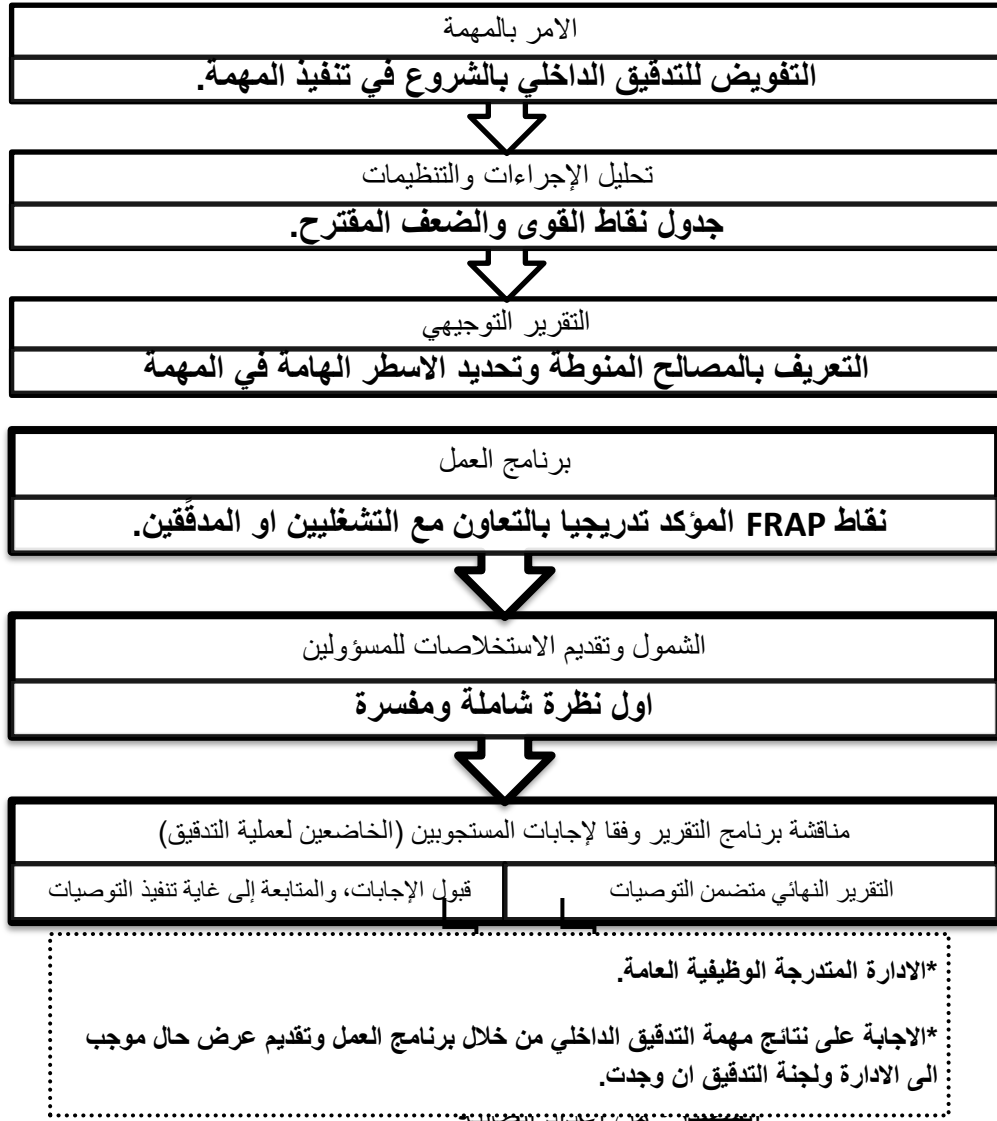 الامر بالمهمة
التفويض للتدقيق الداخلي بالشروع في تنفيذ المهمة.
تحليل الإجراءات والتنظيمات
جدول نقاط القوى والضعف المقترح.
التقرير التوجيهي
التعريف بالمصالح المنوطة وتحديد الاسطر الهامة في المهمة
برنامج العمل
نقاط FRAP المؤكد تدريجيا بالتعاون مع التشغليين او المدقَّقين.
الشمول وتقديم الاستخلاصات للمسؤولين
اول نظرة شاملة ومفسرة
مناقشة برنامج التقرير وفقا لإجابات المستجوبين (الخاضعين لعملية التدقيق)
التقرير النهائي متضمن التوصيات
قبول الإجابات، والمتابعة إلى غاية تنفيذ التوصيات
*الادارة المتدرجة الوظيفية العامة.
*الاجابة على نتائج مهمة التدقيق الداخلي من خلال برنامج العمل وتقديم عرض حال موجب
الى الادارة ولجنة التدقيق ان وجدت.